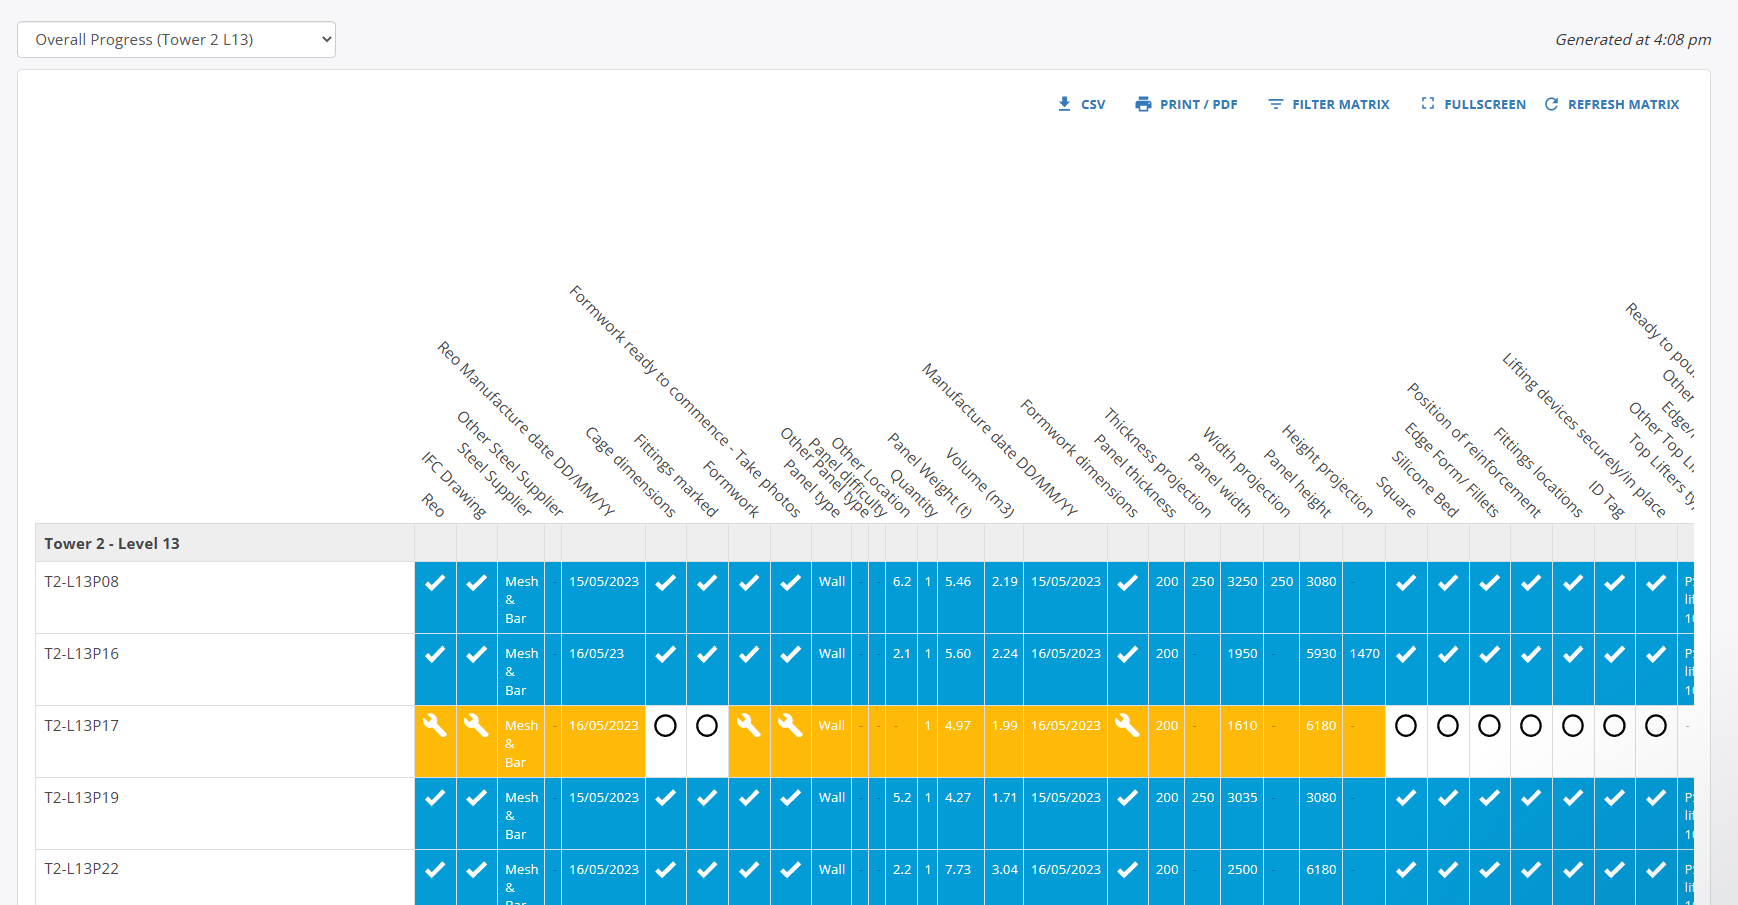 Overall Progress (Tower 2 L13)
Generated at 4:08 pm
CSV PRINT / PDF FILTER MATRIX FULLSCREEN REFRESH MATRIX
Reo
IFC Drawing
Steel Supplier
Other Steel Supplier
Reo Manufacture date DD/MM/YY
Cage dimensions
Fittings marked
Formwork
Formwork ready to commence - Take photos
Panel type
Other Panel type
Panel difficulty
Other Location
Quantity
Panel Weight (t)
Volume (m3)
Manufacture date DD/MM/YY
Formwork dimensions
Panel thickness
Thickness projection
Panel width
Width projection
Panel height
Height projection
Square
Silicone Bed
Edge Form/ Fillets
Position of reinforcement
Fittings locations
ID Tag
Lifting devices securely/in place
Top Lifters ty
Other Top Li
Edge/
Other
Ready to pou
Tower 2 - Level 13
T2-L13P08 Mesh & Bar - 15/05/2023 Wall - - 6.2 1 5.46 2.19 15/05/2023 200 250 3250 250 3080 -
T2-L13P16 Mesh & Bar - 16/05/23 Wall - - 2.1 1 5.60 2.24 16/05/2023 200 - 1950 - 5930 1470
T2-L13P17 Mesh & Bar - 16/05/2023 Wall - - - 1 4.97 1.99 16/05/2023 200 - 1610 - 6180 - -
T2-L13P19 Mesh & Bar - 15/05/2023 Wall - - 5.2 1 4.27 1.71 15/05/2023 200 250 3035 - 3080 -
T2-L13P22 Mesh & Bar - 16/05/2023 Wall - - 2.2 1 7.73 3.04 16/05/2023 200 - 2500 - 6180 -